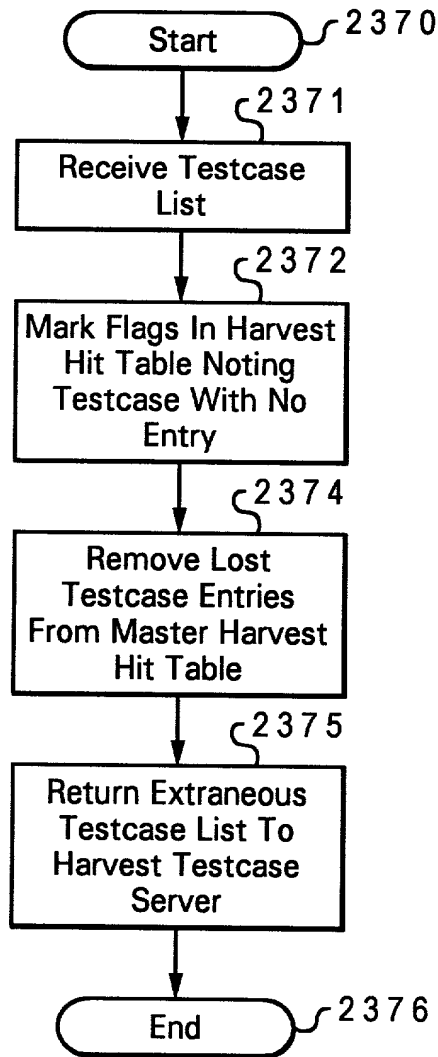 Start
2370
2371
Receive Testcase
List
2372
Mark Flags In Harvest
Hit Table Noting
Testcase With No
Entry
2374
Remove Lost
Testcase Entries
From Master Harvest
Hit Table
2375
Return Extraneous
Testcase List To
Harvest Testcase
Server
End
2376